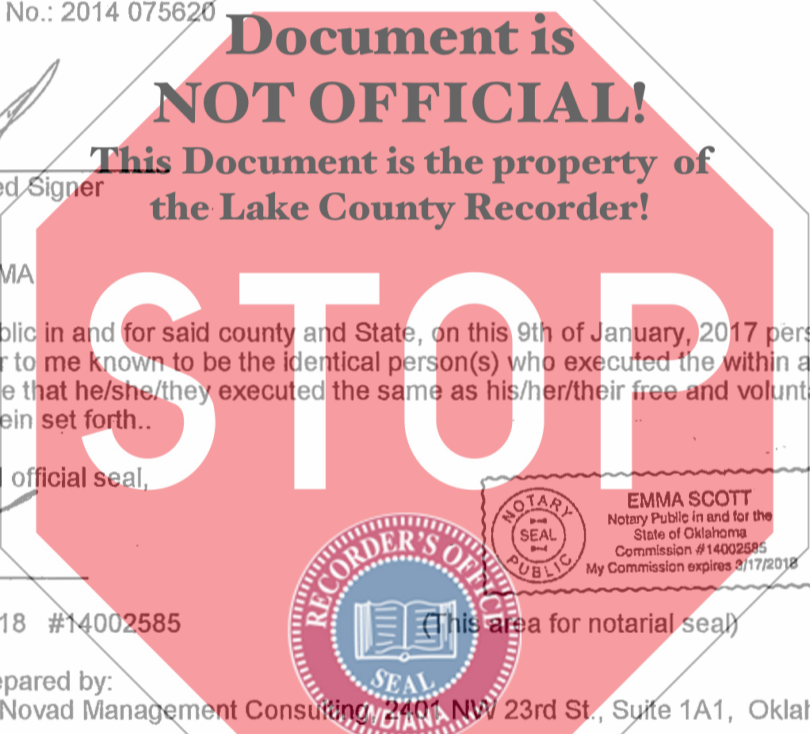 No.: 2014 075620
Document is
NOT OFFICIAL!
This Document is the property of
the Lake County Recorder!
ed Signer
MA
STOP
blic in and for said county and State, on this 9th of January, 2017 pers
r to me known to be the identical person(s) who executed the within a
e that he/she/they executed the same as his/her/their free and volunta
ein set forth..
official seal,
NOTARY
SEAL
PUBLIC
EMMA SCOTT
Notary Public in and for the
State of Oklahoma
Commission #14002585
My Commission expires 3/17/2018
RECORDER'S OFFICE
SEAL
INDIANA
18 #14002585
(This area for notarial seal)
epared by:
Novad Management Consulting, 2401 NW 23rd St., Suite 1A1, Oklah